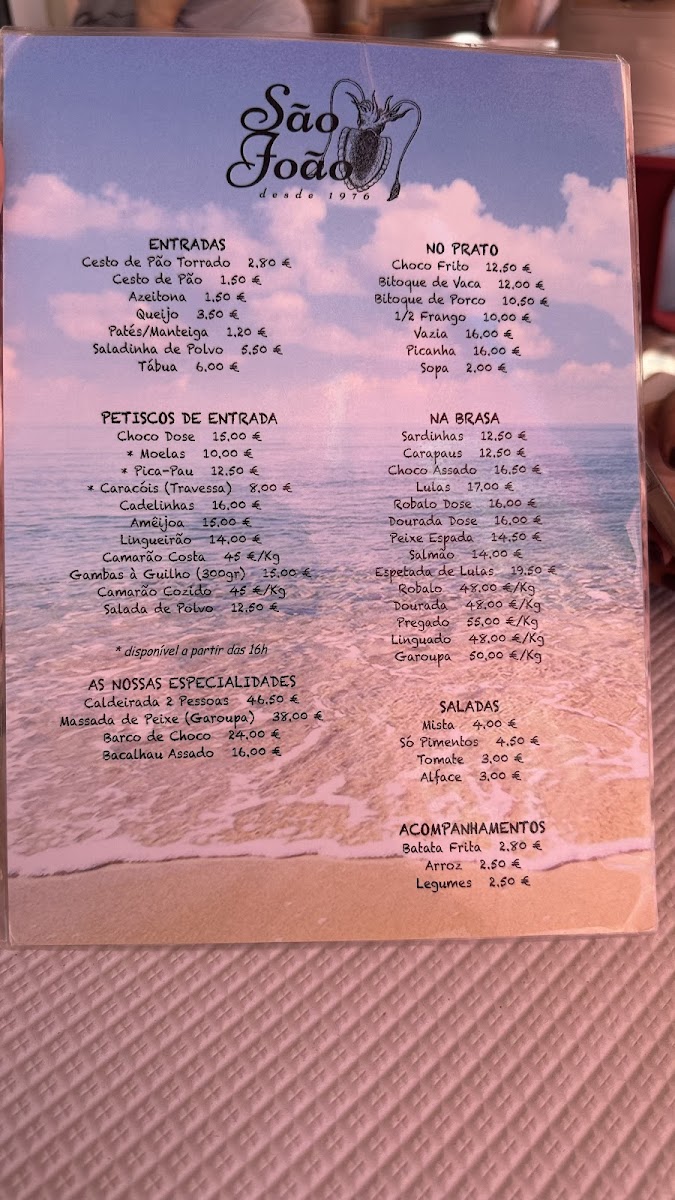 São
João
desde 1976
ENTRADAS
Cesto de Pão Torrado 2,80 €
Cesto de Pão 1,50 €
Azeitona 1,50 €
Queijo 3,50 €
Patés/Manteiga 1,20 €
Saladinha de Polvo 5,50 €
Tábua 6,00 €
PETISCOS DE ENTRADA
Choco Dose 15,00 €
* Moelas 10,00 €
* Pica-Pau 12,50 €
* Caracóis (Travessa) 8,00 €
Cadelinhas 16,00 €
Amêijoa 15,00 €
Lingueirão 14,00 €
Camarão Costa 45 €/Kg
Gambas à Guilho (300gr) 15,00 €
Camarão Cozido 45 €/Kg
Salada de Polvo 12,50 €
* disponível a partir das 16h
AS NOSSAS ESPECIALIDADES
Caldeirada 2 Pessoas 46,50 €
Massada de Peixe (Garoupa) 38,00 €
Barco de Choco 24,00 €
Bacalhau Assado 16,00 €
NO PRATO
Choco Frito 12,50 €
Bitoque de Vaca 12,00 €
Bitoque de Porco 10,50 €
1/2 Frango 10,00 €
Vazia 16,00 €
Picanha 16,00 €
Sopa 2,00 €
NA BRASA
Sardinhas 12,50 €
Carapaus 12,50 €
Choco Assado 16,50 €
Lulas 17,00 €
Robalo Dose 16,00 €
Dourada Dose 16,00 €
Peixe Espada 14,50 €
Salmão 14,00 €
Espetada de Lulas 19,50 €
Robalo 48,00 €/Kg
Dourada 48,00 €/Kg
Pregado 55,00 €/Kg
Linguado 48,00 €/Kg
Garoupa 50,00 €/Kg
SALADAS
Mista 4,00 €
Só Pimentos 4,50 €
Tomate 3,00 €
Alface 3,00 €
ACOMPANHAMENTOS
Batata Frita 2,80 €
Arroz 2,50 €
Legumes 2,50 €